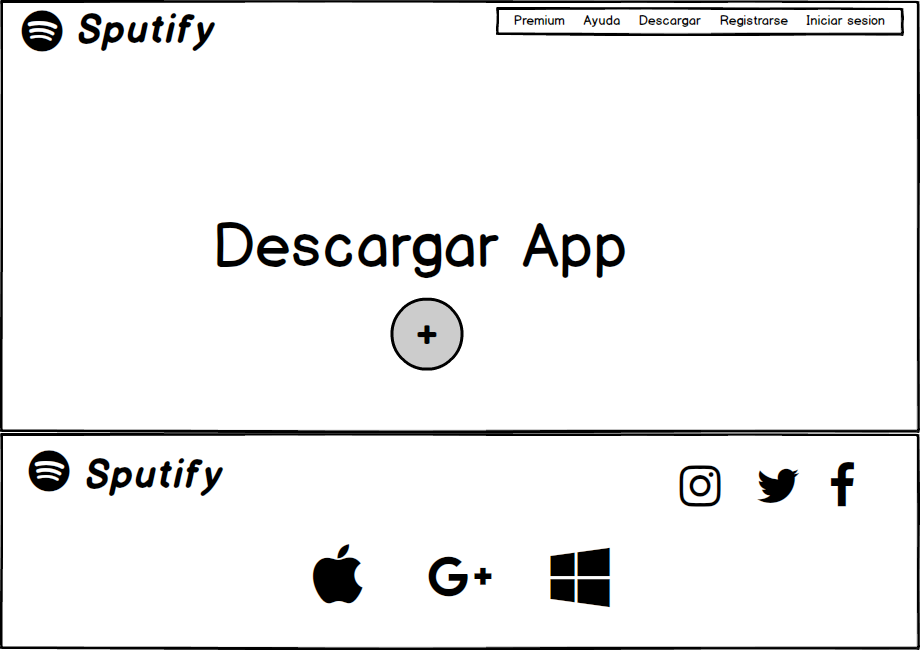 Sputify
Premium Ayuda Descargar Registrarse Iniciar sesion
Descargar App
+
Sputify
G+